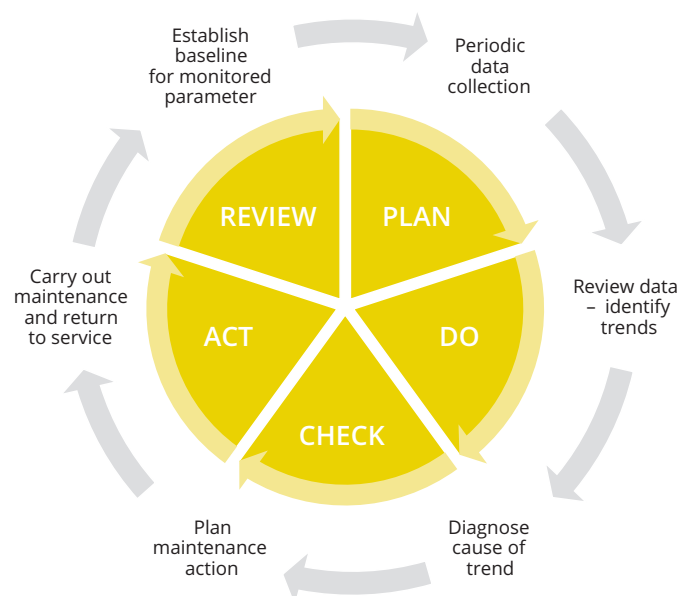 Establish
baseline
for monitored
parameter
Periodic
data
collection
REVIEW
PLAN
Carry out
maintenance
and return
to service
Review data
– identify
trends
ACT
DO
CHECK
Plan
maintenance
action
Diagnose
cause of
trend